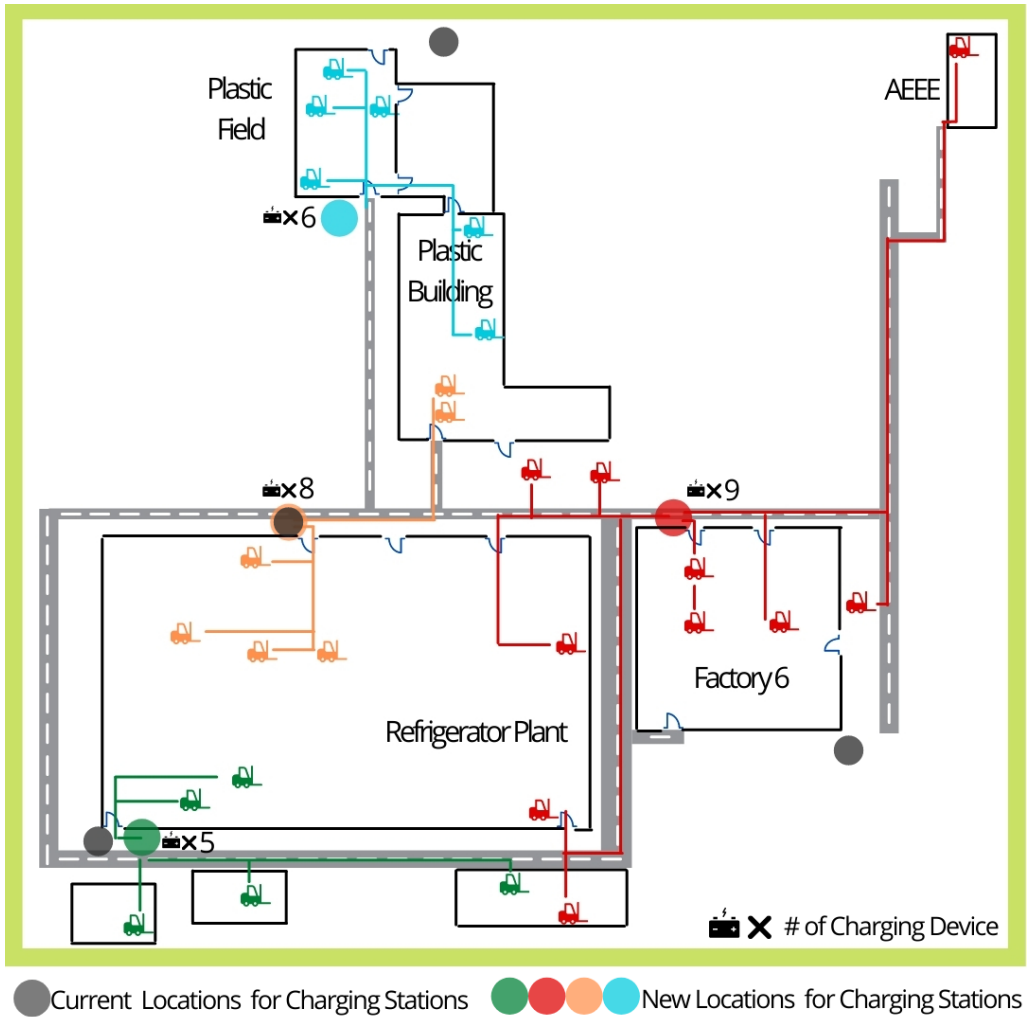 Plastic
Field
AEEE
×6
Plastic
Building
×8
×9
Factory 6
Refrigerator Plant
×5
× # of Charging Device
Current Locations for Charging Stations
New Locations for Charging Stations